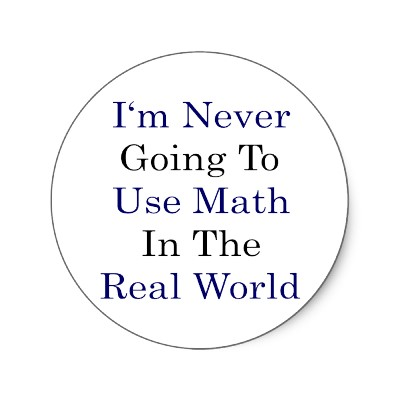 I‘m Never
Going To
Use Math
In The
Real World